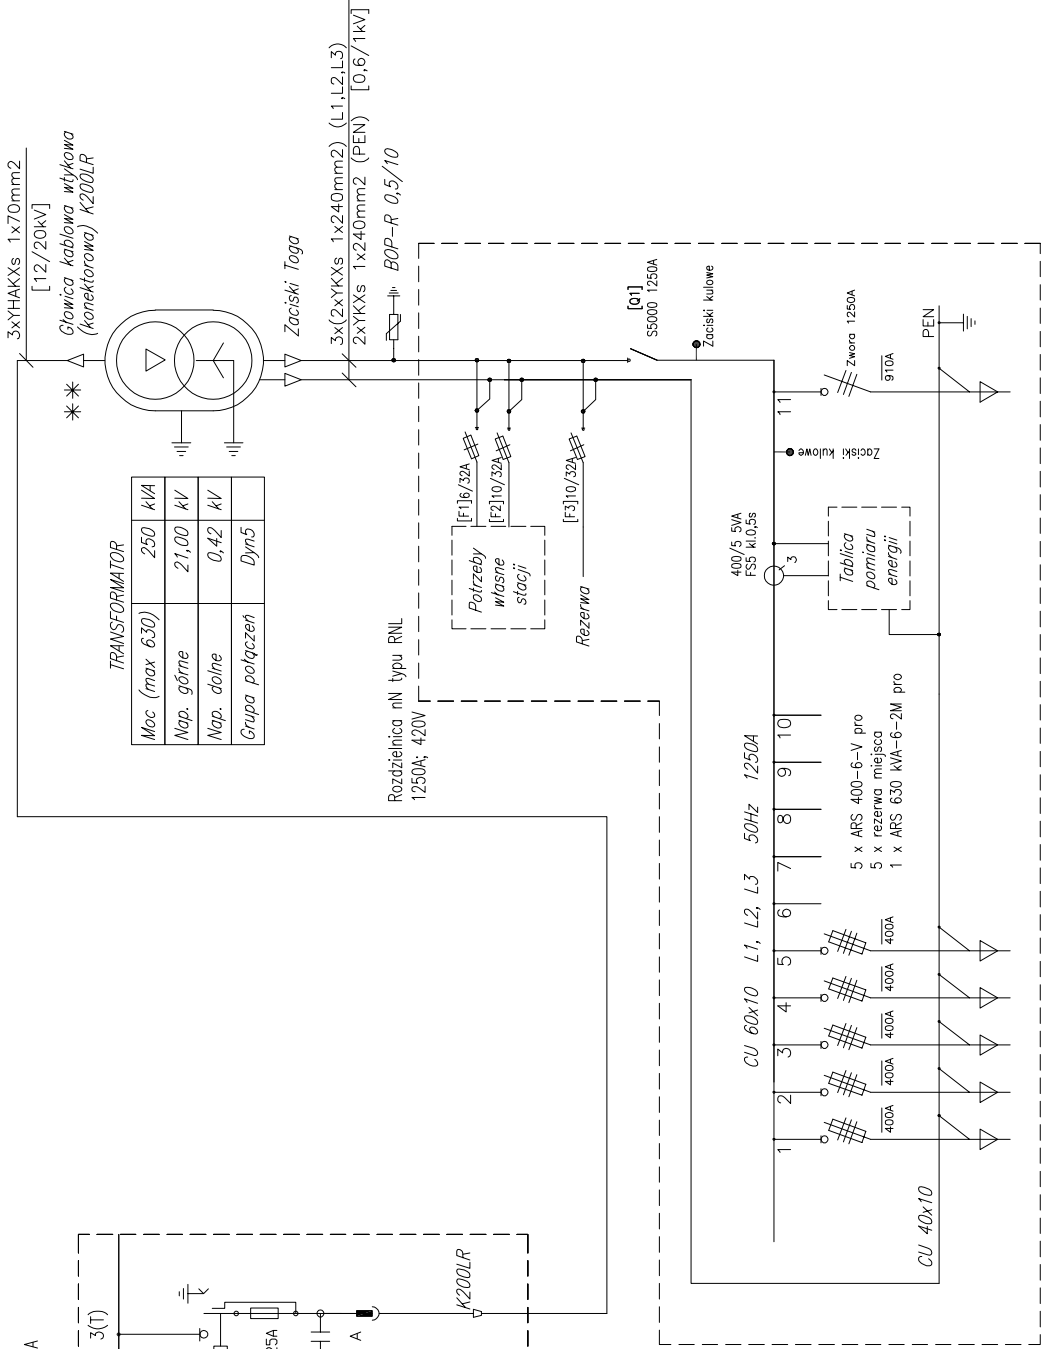 3xYHAKXs 1x70mm2
[12/20kV]
Głowica kablowa wtykowa
(konektorowa) K200LR
Zaciski Toga
3x(2xYKXs 1x240mm2) (L1,L2,L3)
2xYKXs 1x240mm2 (PEN) [0,6/1kV]
BOP-R 0,5/10
TRANSFORMATOR
Moc (max 630) 250 kVA
Nap. górne 21,00 kV
Nap. dolne 0,42 kV
Grupa połączeń Dyn5
Rozdzielnica nN typu RNL
1250A; 420V
[F1]6/32A
[F2]10/32A
[F3]10/32A
Potrzeby
własne
stacji
Rezerwa
[Q1]
S5000 1250A
Zaciski kulowe
Zwora 1250A
910A
PEN
11
Zaciski kulowe
400/5 5VA
FS5 kl.0,5s
3
Tablica
pomiaru
energii
CU 60x10 L1, L2, L3 50Hz 1250A
1
2
3
4
5
6
7
8
9
10
400A
400A
400A
400A
400A
5 x ARS 400-6-V pro
5 x rezerwa miejsca
1 x ARS 630 kVA-6-2M pro
CU 40x10
A
3(T)
25A
A
K200LR